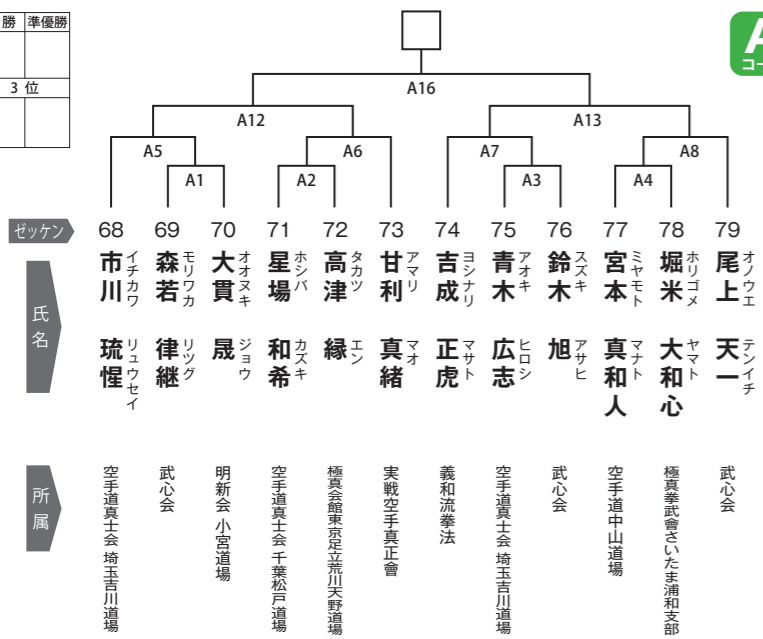 勝 準優勝
3 位
A
コー
A16
A12 A13
A5 A6 A7 A8
A1 A2 A3 A4
ゼッケン 68 69 70 71 72 73 74 75 76 77 78 79
氏名
市川 琉惺
イチカワ リュウセイ
森若 律継
モリワカ リツグ
大貫 晟
オオヌキ ジョウ
星場 和希
ホシバ カズキ
高津 縁
タカツ エン
甘利 真緒
アマリ マオ
吉成 正虎
ヨシナリ マサト
青木 広志
アオキ ヒロシ
鈴木 旭
スズキ アサヒ
宮本 真和人
ミヤモト マナト
堀米 大和心
ホリゴメ ヤマト
尾上 天一
オノウエ テンイチ
所属
空手道真士会 埼玉吉川道場
武心会
明新会 小宮道場
空手道真士会 千葉松戸道場
極真会館東京足立荒川天野道場
実戦空手真正會
義和流拳法
空手道真士会 埼玉吉川道場
武心会
空手道中山道場
極真拳武會さいたま浦和支部
武心会